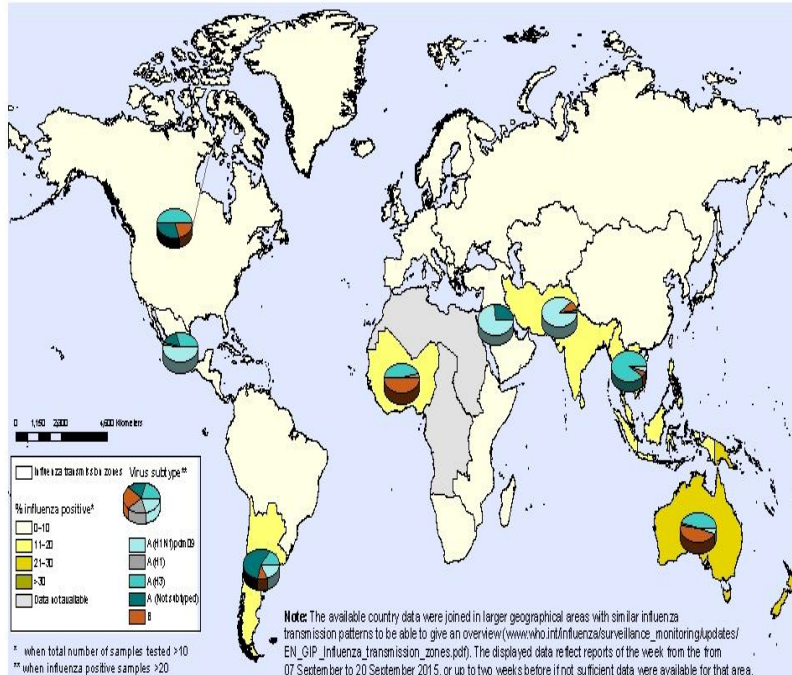 0 1,150 2,300 4,600 Kilometers
Influenza transmission zones
Virus subtype**
% influenza positive*
0-10
11-20
21-30
>30
Data not available
A(H1N1)pdm09
A(H1)
A(H3)
A (Not subtyped)
B
* when total number of samples tested >10
** when influenza positive samples >20
Note: The available country data were joined in larger geographical areas with similar influenza
transmission patterns to be able to give an overview (www.who.int/influenza/surveillance_monitoring/updates/
EN_GIP_Influenza_transmission_zones.pdf). The displayed data reflect reports of the week from the from
07 September to 20 September 2015, or up to two weeks before if not sufficient data were available for that area.